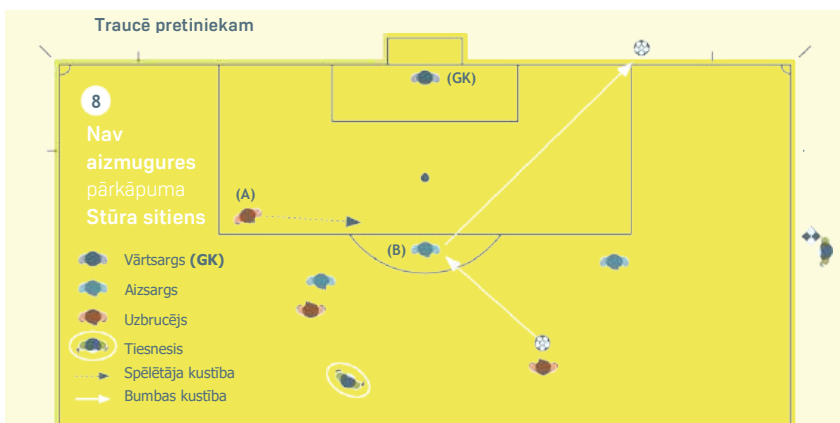 Traucē pretiniekam
(GK)
8
Nav
aizmugures
pārkāpuma
Stūra sitiens
(A)
(B)
Vārtsargs (GK)
Aizsargs
Uzbrucējs
Tiesnesis
Spēlētāja kustība
Bumbas kustība